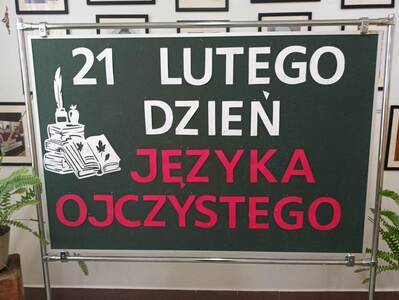 21 LUTEGO
DZIEŃ
JĘZYKA
OJCZYSTEGO